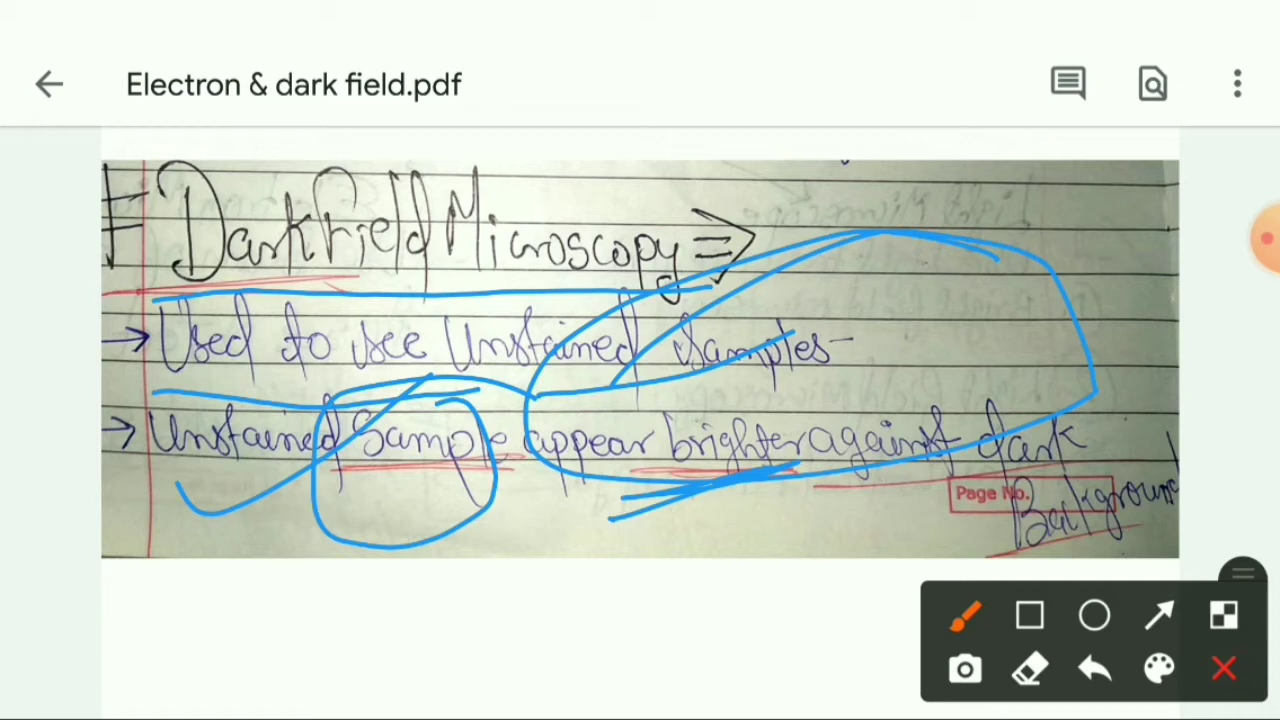 Electron & dark field.pdf
# Dark Field Microscopy ⇒
→ Used to see Unstained Samples-
→ Unstained Sample appear brighter against dark
Page No.
Background